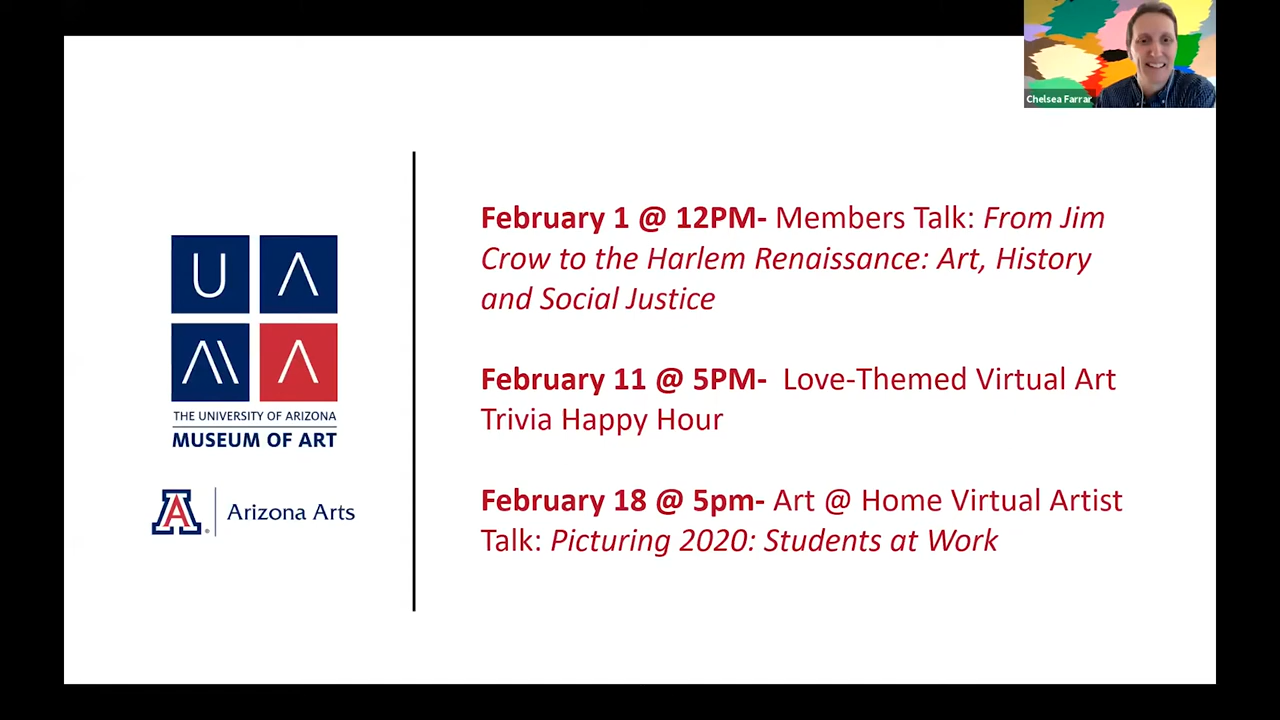 Chelsea Farrar
February 1 @ 12PM- Members Talk: From Jim
Crow to the Harlem Renaissance: Art, History
and Social Justice
February 11 @ 5PM-  Love-Themed Virtual Art
Trivia Happy Hour
February 18 @ 5pm- Art @ Home Virtual Artist
Talk: Picturing 2020: Students at Work
U A
M A
THE UNIVERSITY OF ARIZONA
MUSEUM OF ART
A Arizona Arts